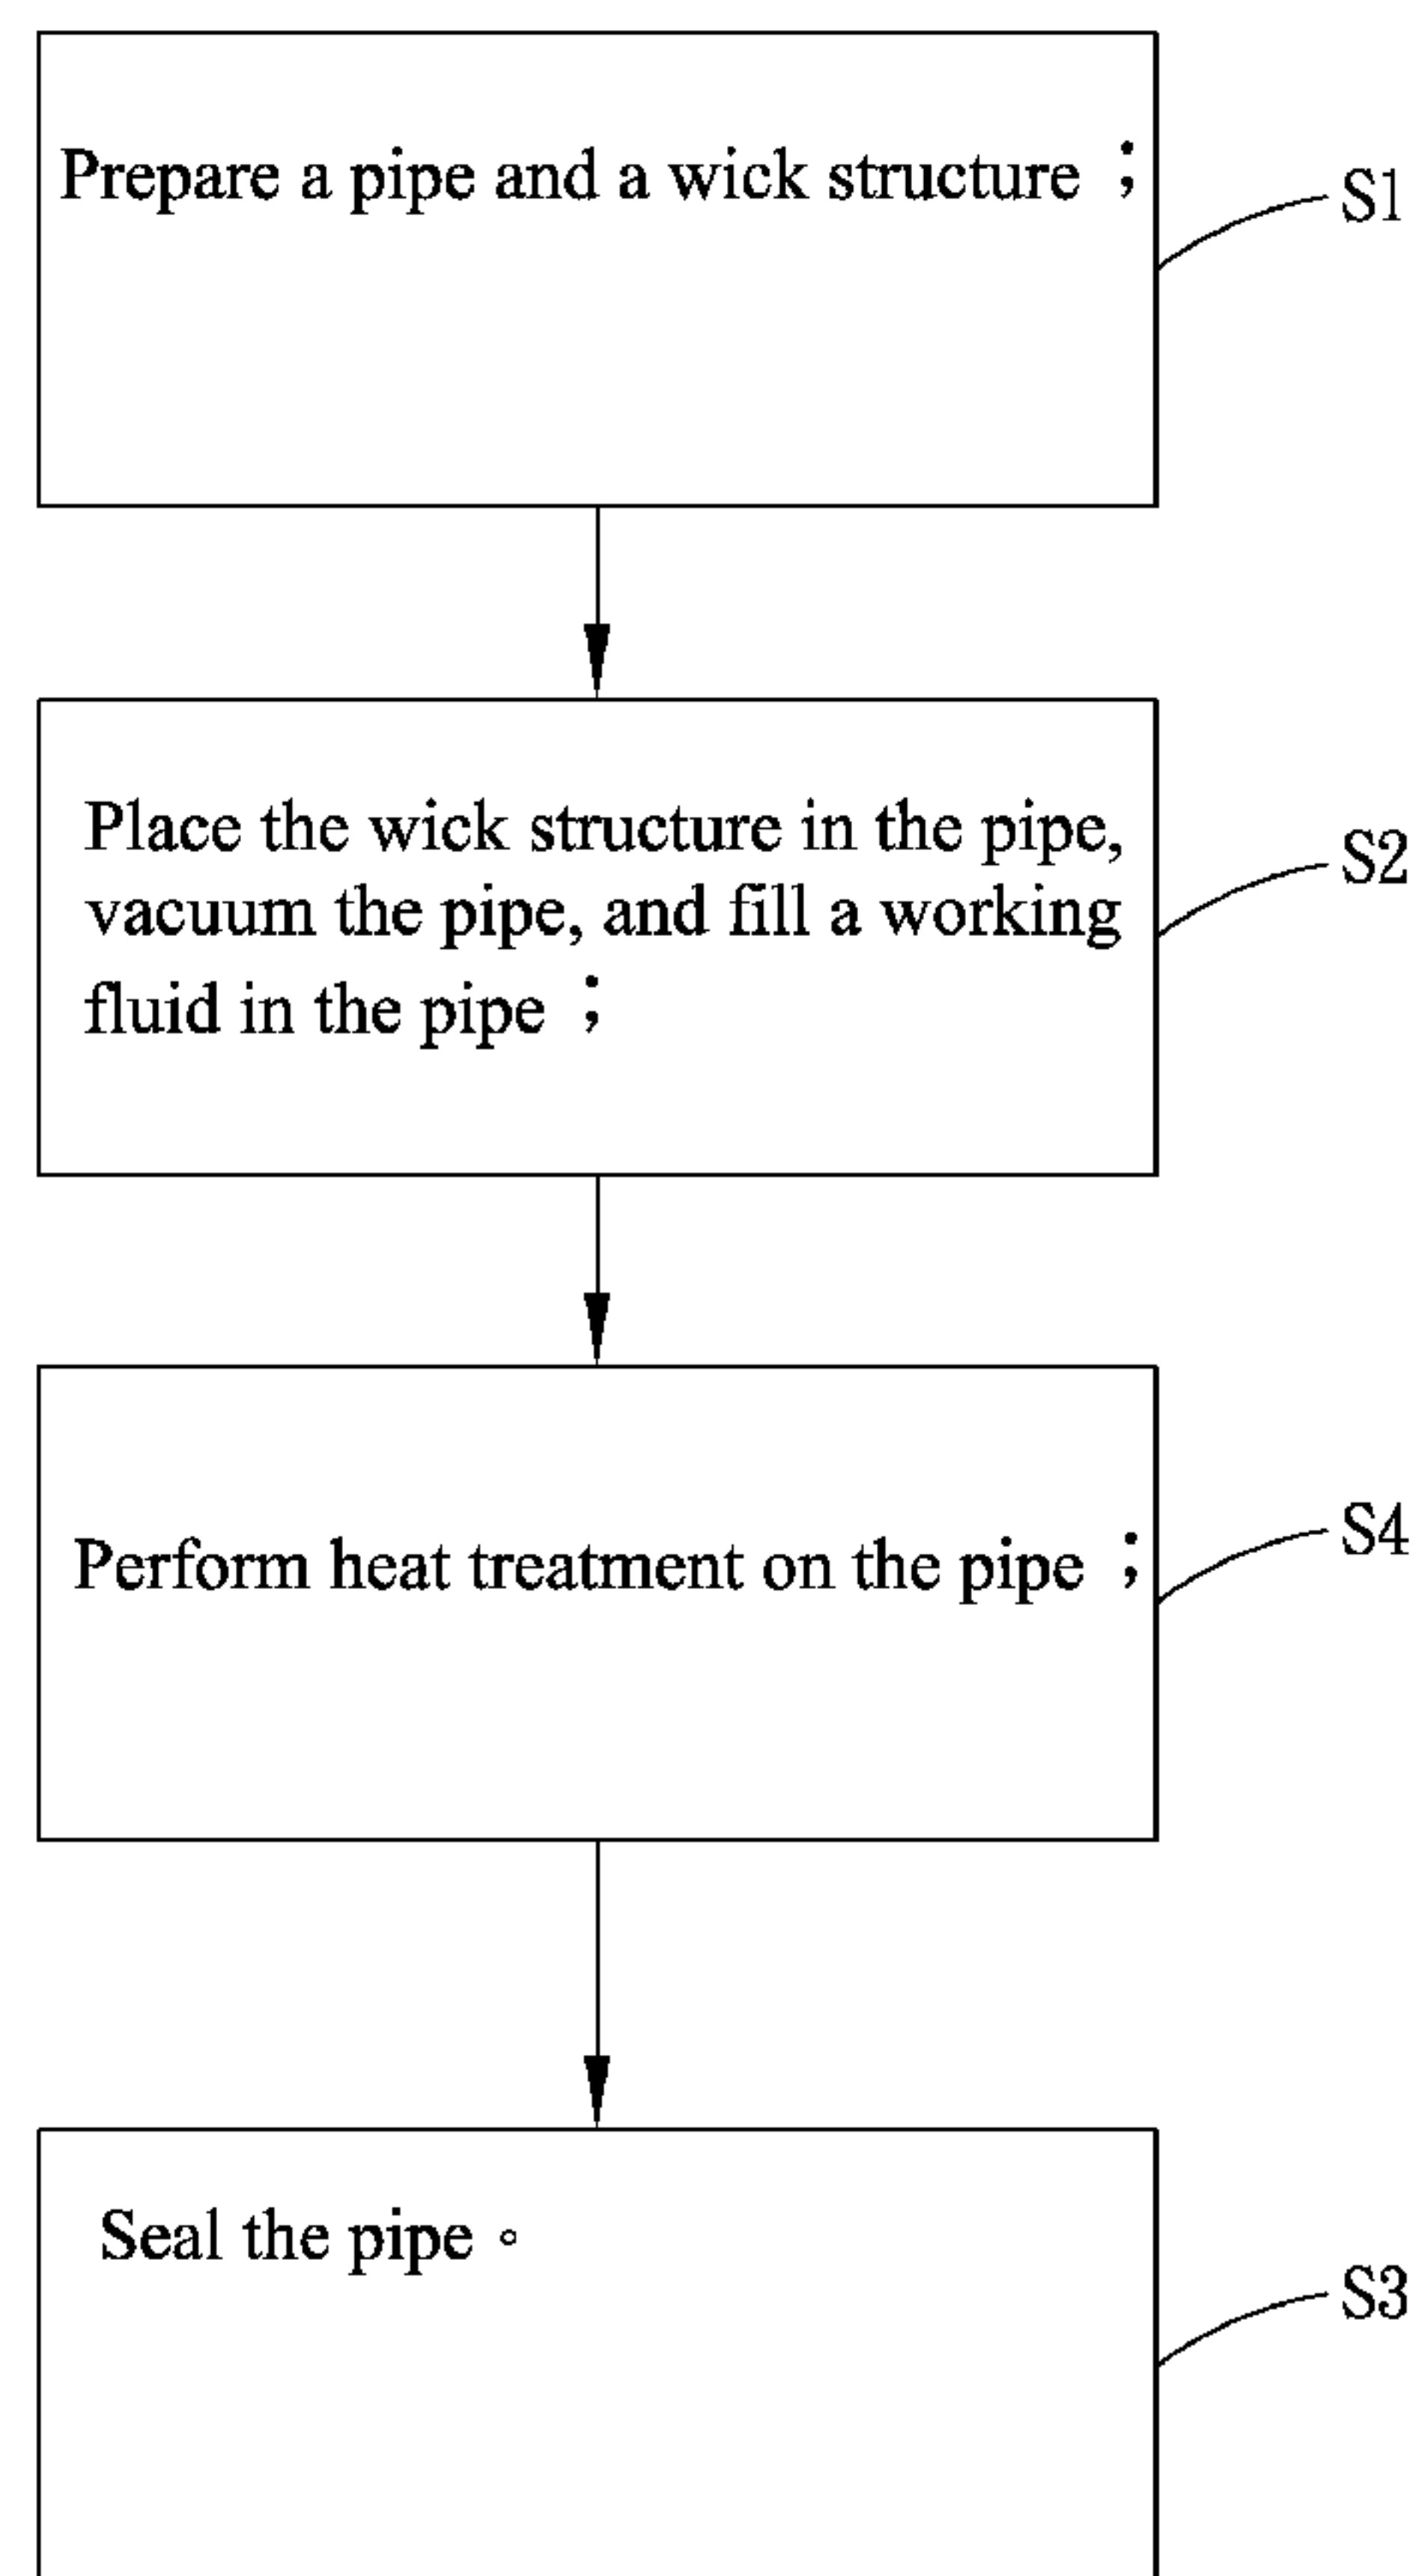 Prepare a pipe and a wick structure；
S1
Place the wick structure in the pipe,
vacuum the pipe, and fill a working
fluid in the pipe；
S2
Perform heat treatment on the pipe；
S4
Seal the pipe。
S3